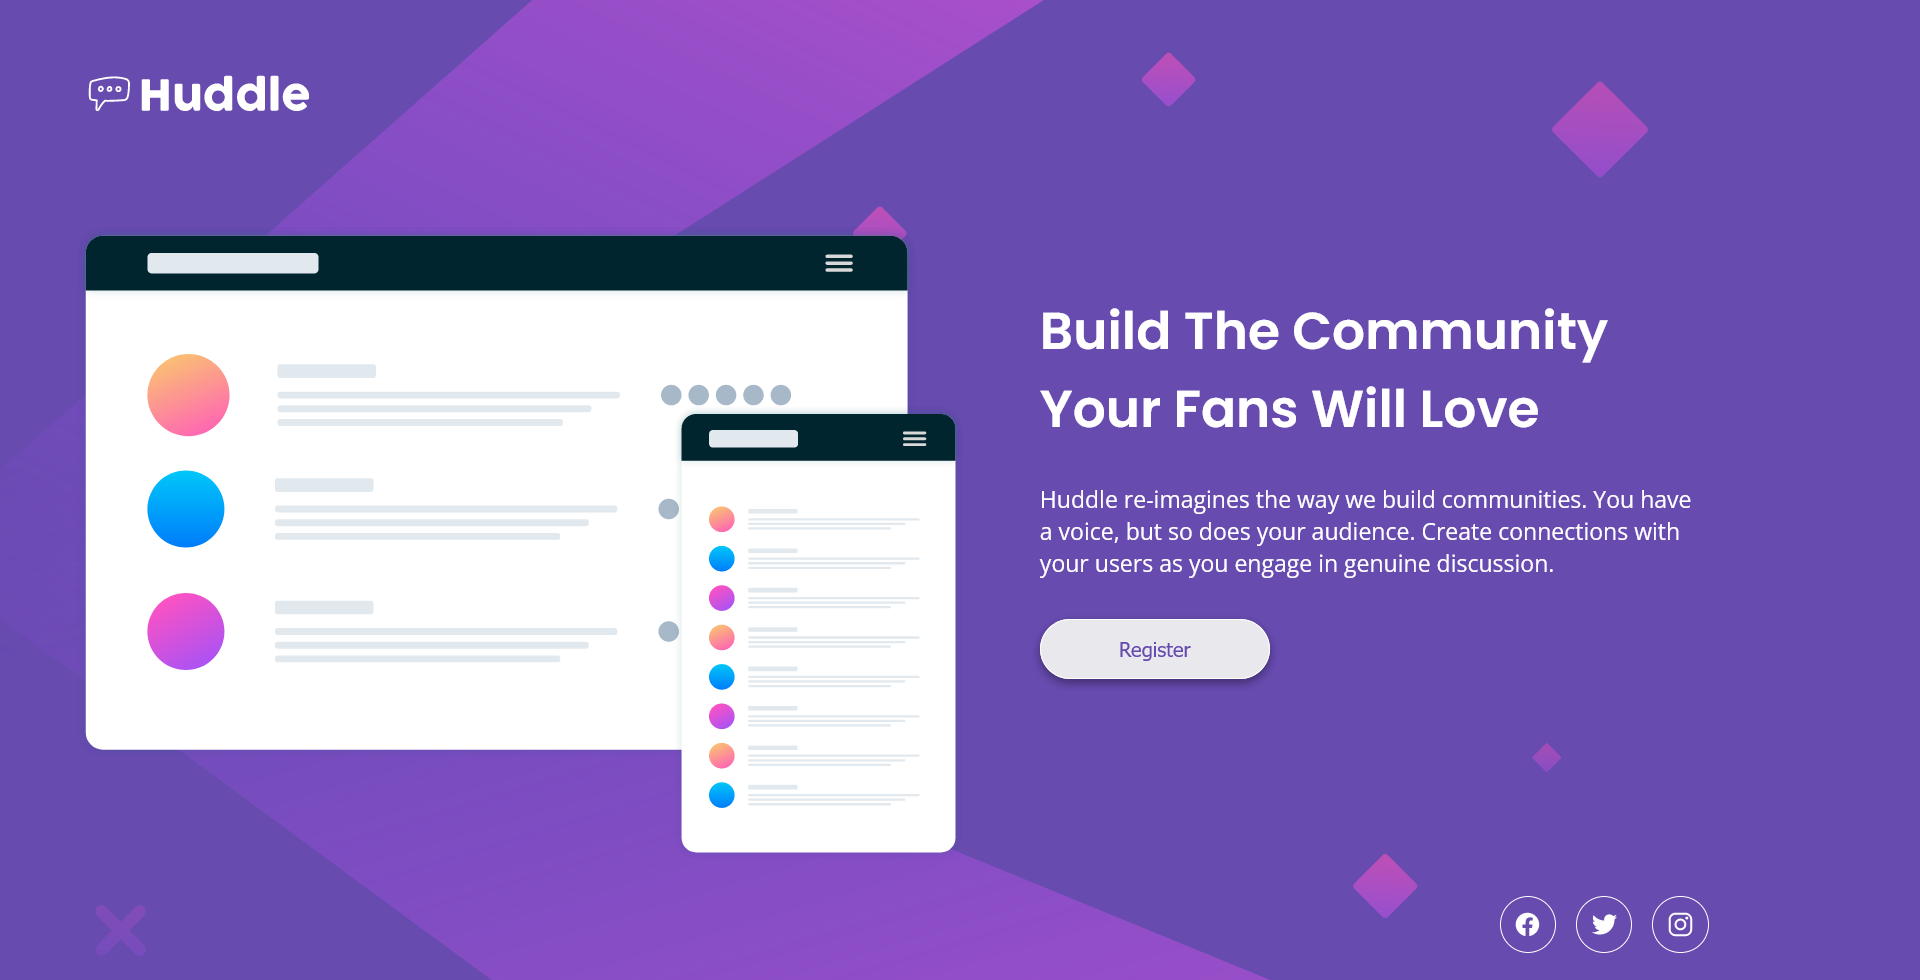 Huddle
Build The Community
Your Fans Will Love
Huddle re-imagines the way we build communities. You have
a voice, but so does your audience. Create connections with
your users as you engage in genuine discussion.
Register